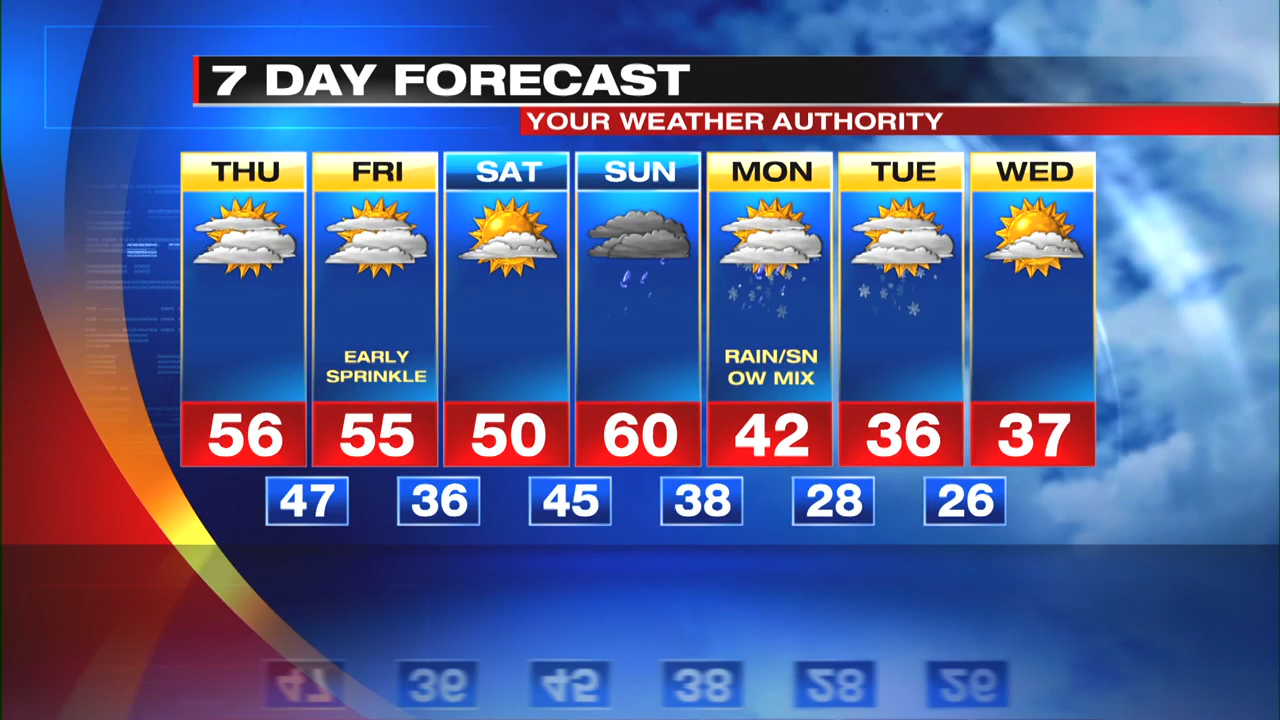 7 DAY FORECAST
YOUR WEATHER AUTHORITY
THU FRI SAT SUN MON TUE WED
EARLY SPRINKLE
RAIN/SN
OW MIX
56 55 50 60 42 36 37
47 36 45 38 28 26